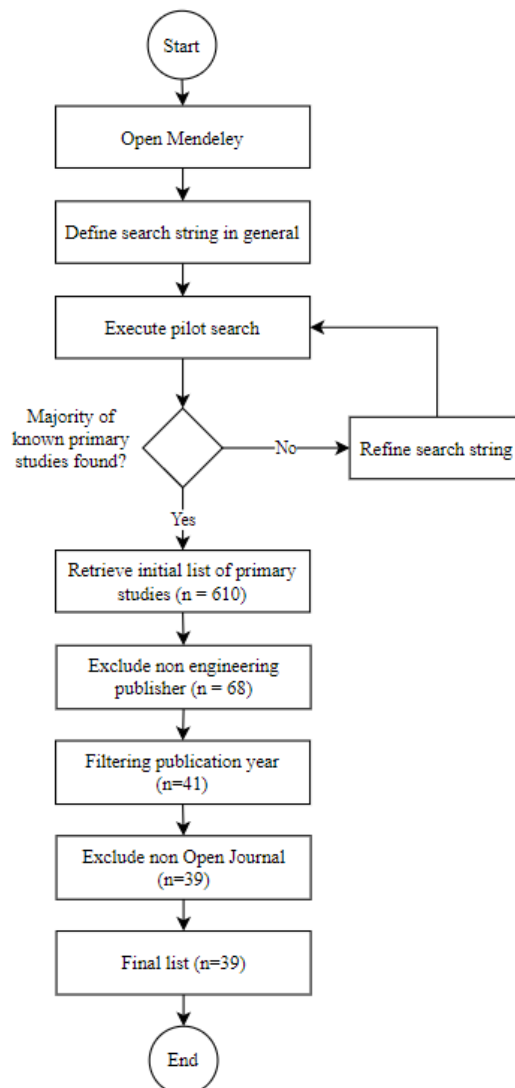 Start
Open Mendeley
Define search string in general
Execute pilot search
Majority of
known primary
studies found?
No
Refine search string
Yes
Retrieve initial list of primary
studies (n = 610)
Exclude non engineering
publisher (n = 68)
Filtering publication year
(n=41)
Exclude non Open Journal
(n=39)
Final list (n=39)
End